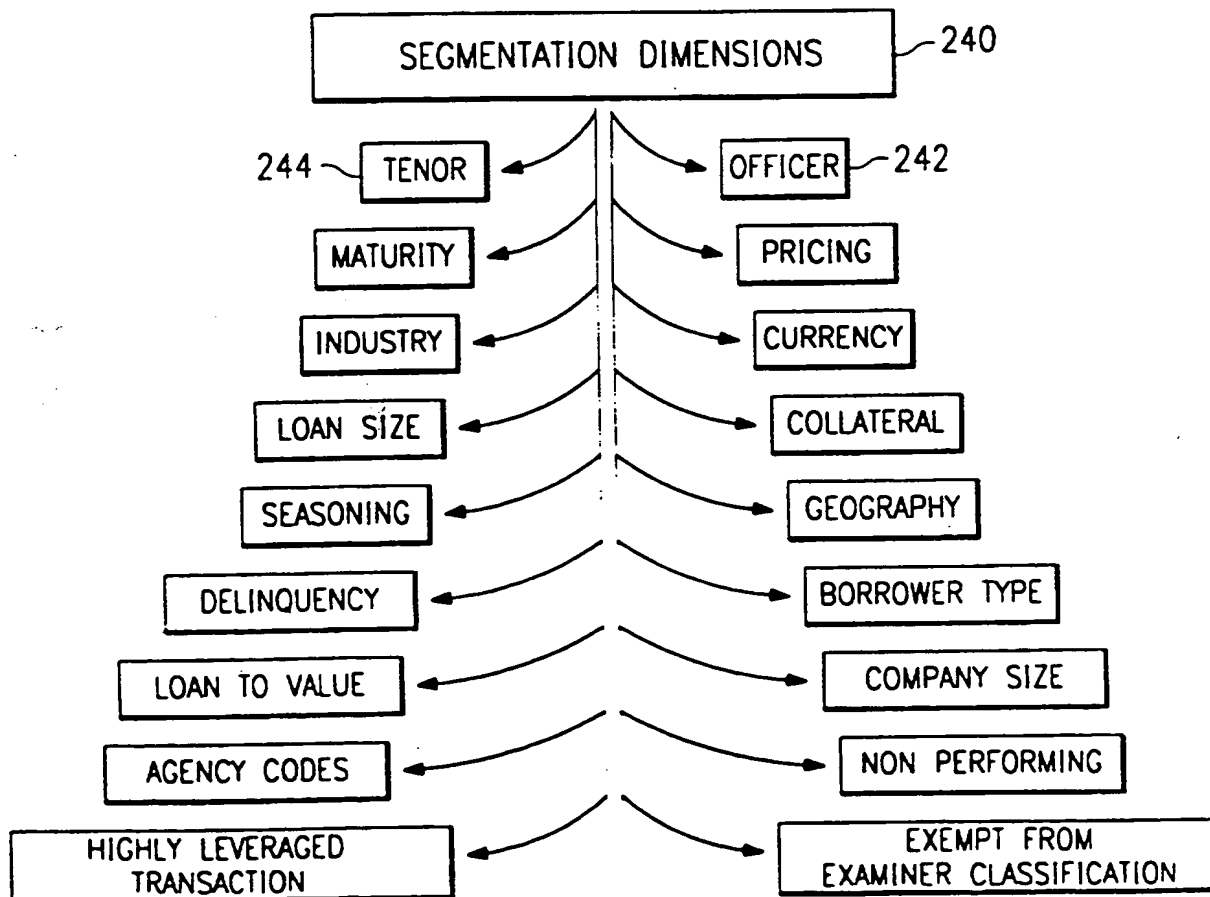 SEGMENTATION DIMENSIONS
240
244
TENOR
OFFICER
242
MATURITY
PRICING
INDUSTRY
CURRENCY
LOAN SIZE
COLLATERAL
SEASONING
GEOGRAPHY
DELINQUENCY
BORROWER TYPE
LOAN TO VALUE
COMPANY SIZE
AGENCY CODES
NON PERFORMING
HIGHLY LEVERAGED
TRANSACTION
EXEMPT FROM
EXAMINER CLASSIFICATION